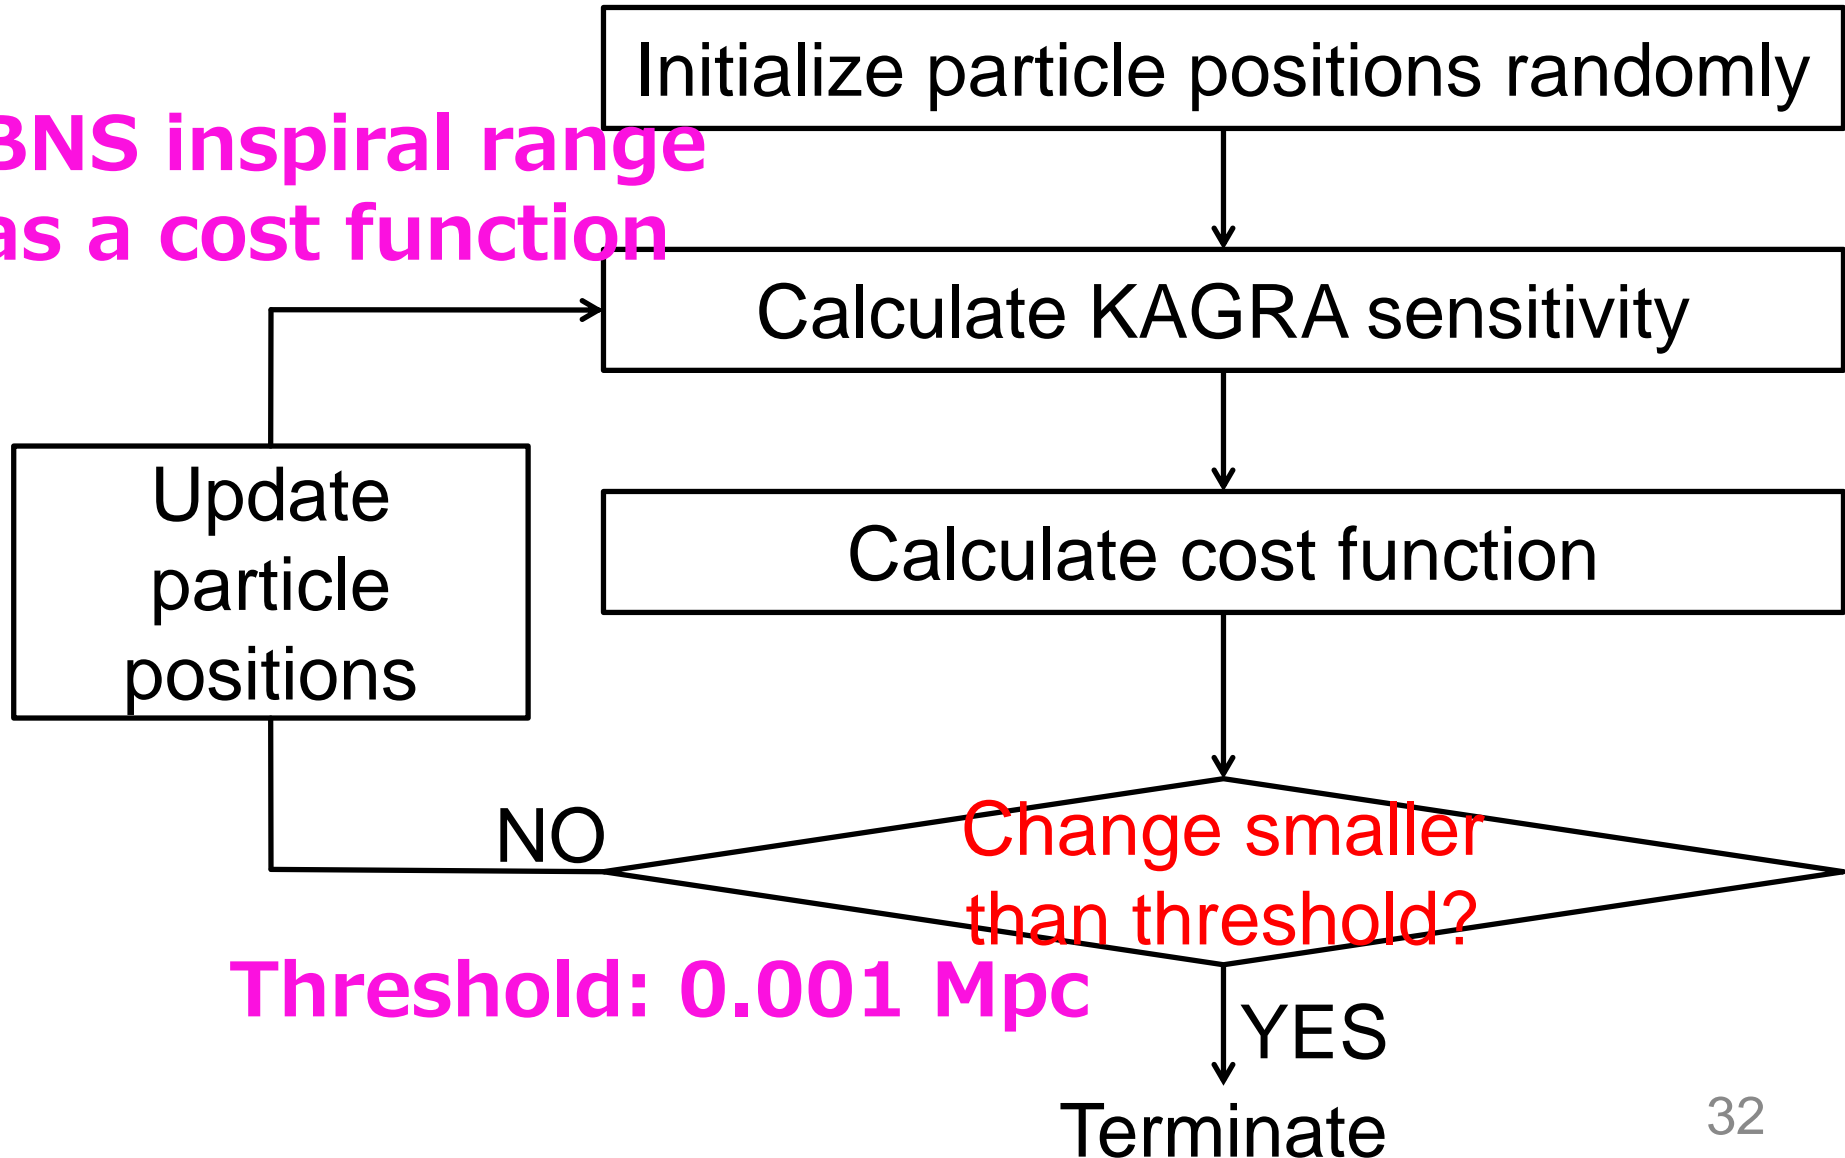 Initialize particle positions randomly
BNS inspiral range
as a cost function
Calculate KAGRA sensitivity
Update
particle
positions
Calculate cost function
NO
Change smaller
than threshold?
Threshold: 0.001 Mpc
YES
Terminate
32